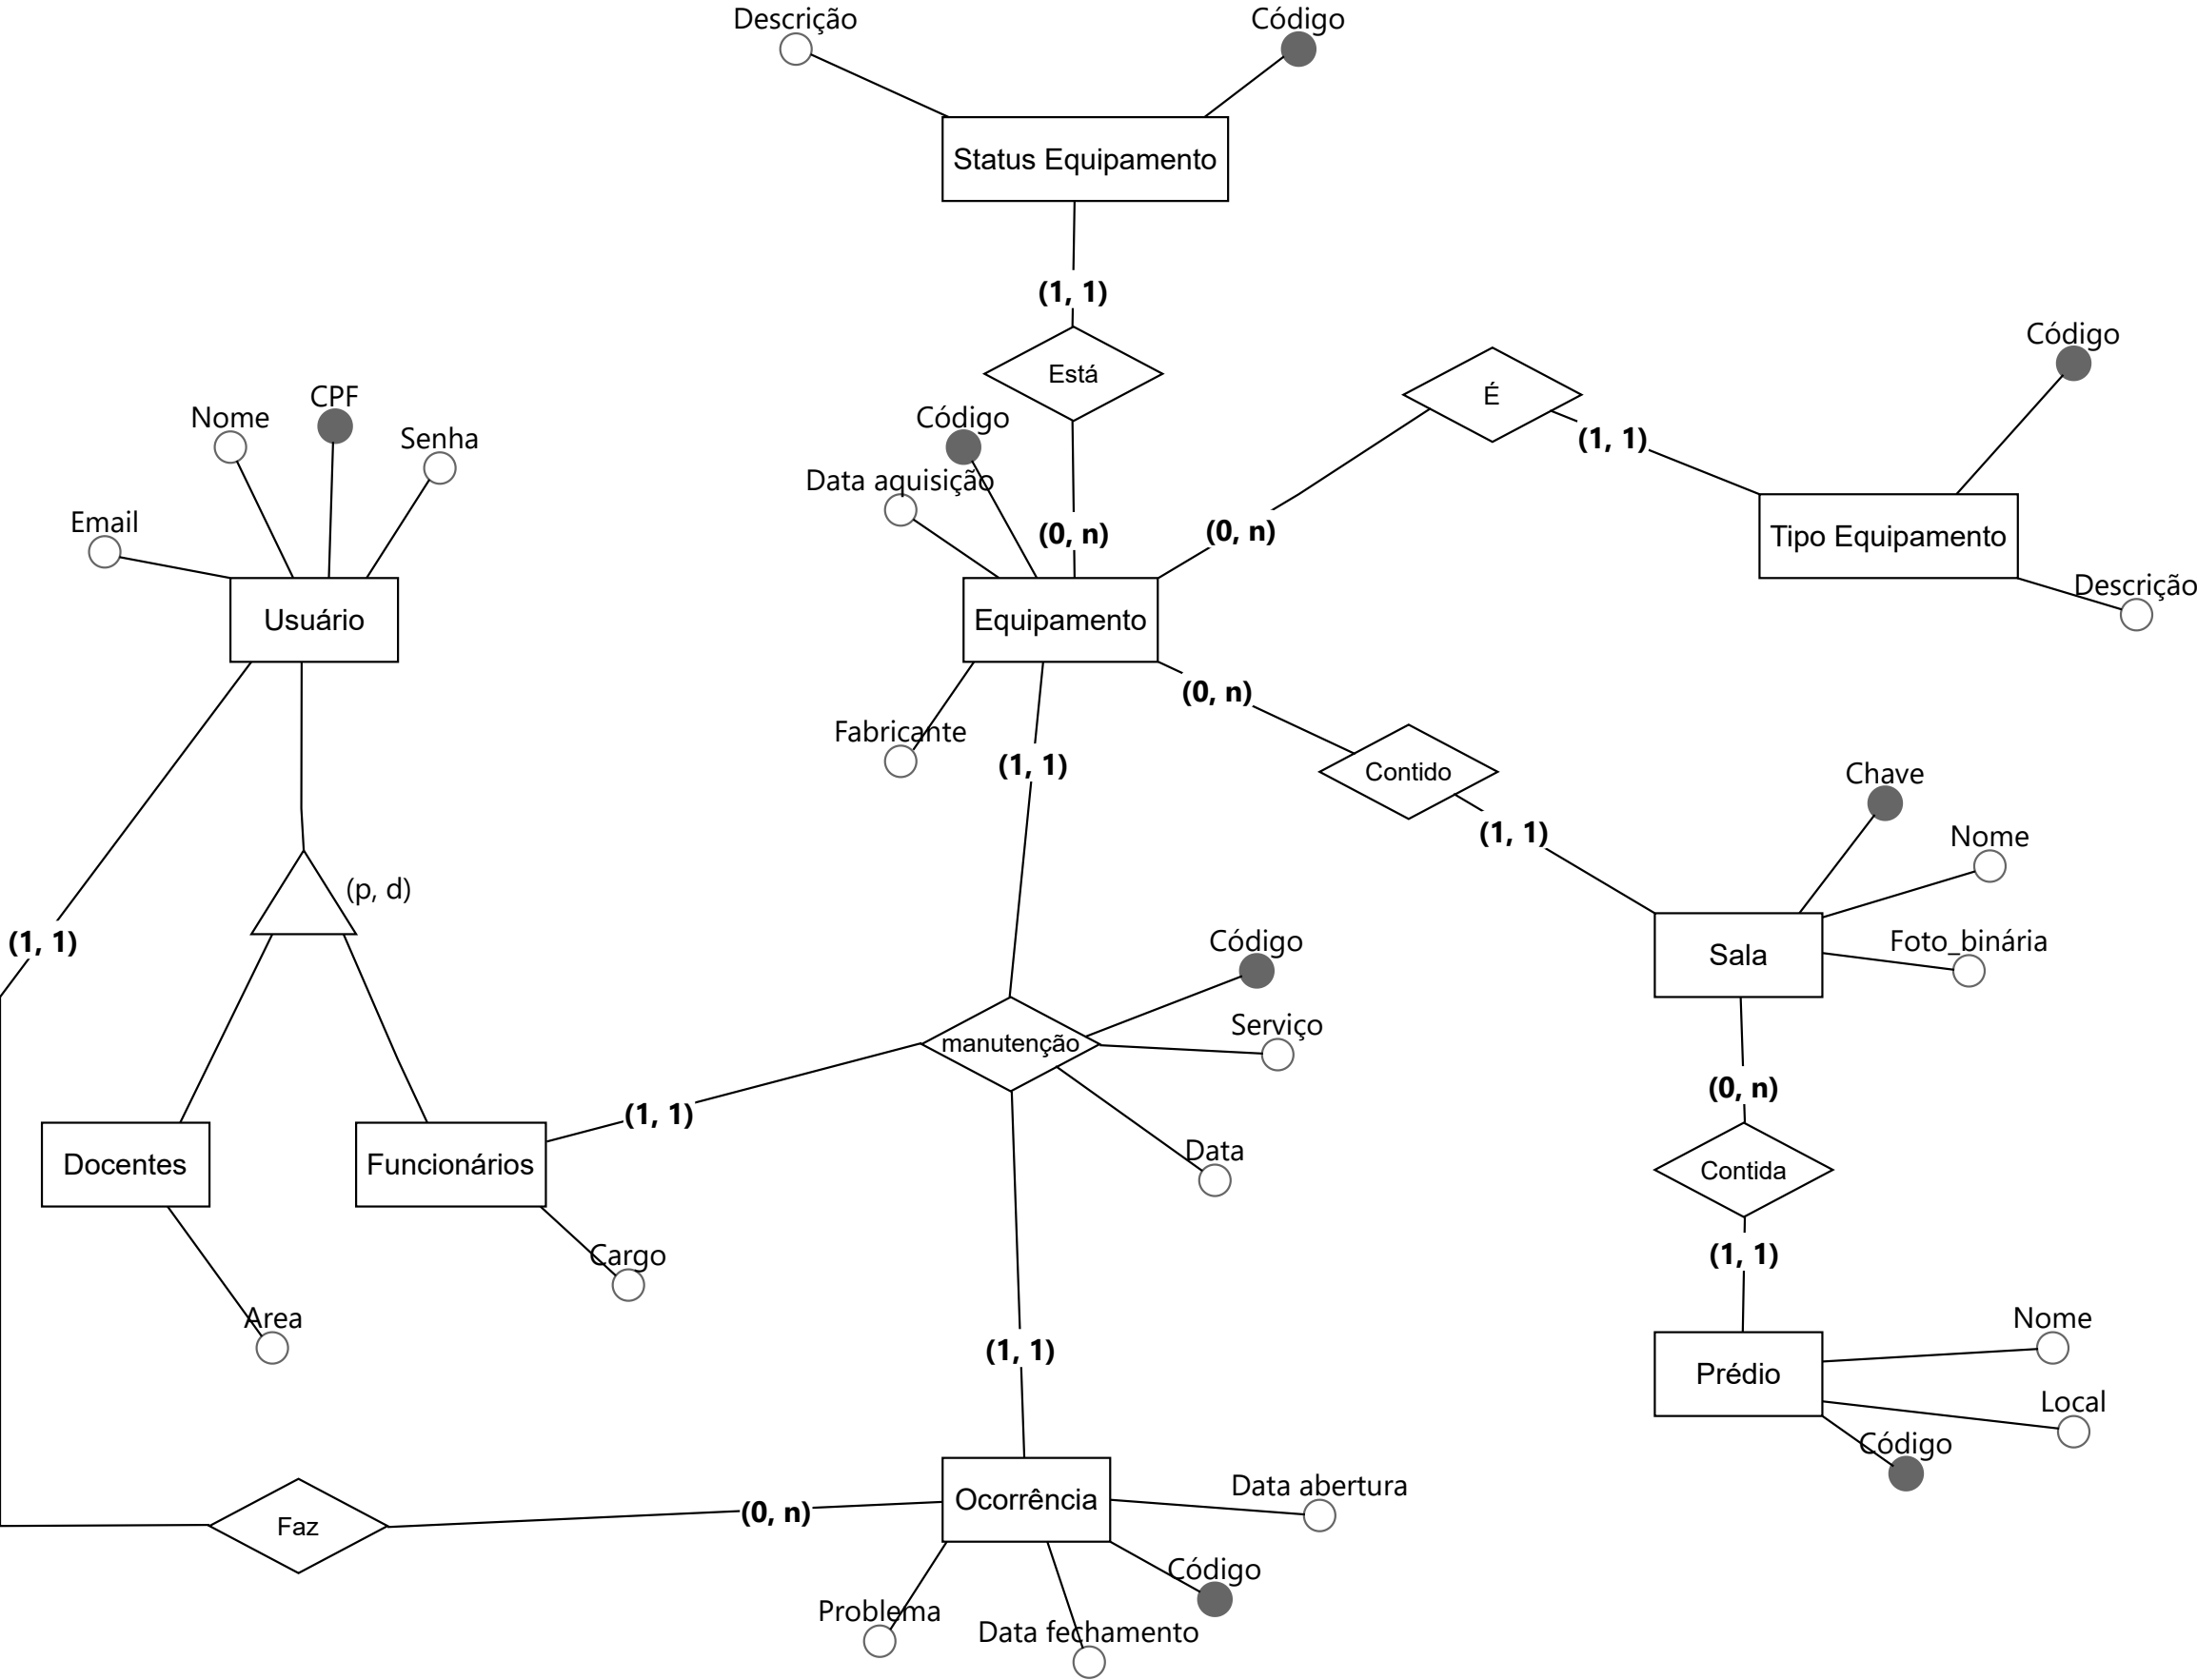 Descrição
Código
Status Equipamento
(1, 1)
Está
Código
É
CPF
Nome
Código
Senha
(1, 1)
Data aquisição
Email
(0, n)
(0, n)
Tipo Equipamento
Descrição
Usuário
Equipamento
(0, n)
Fabricante
(1, 1)
Contido
Chave
(1, 1)
Nome
(p, d)
(1, 1)
Código
Foto_binária
Sala
Serviço
manutenção
(0, n)
(1, 1)
Data
Docentes
Funcionários
Contida
Cargo
(1, 1)
Area
Nome
(1, 1)
Prédio
Local
Código
Data abertura
Ocorrência
(0, n)
Faz
Código
Problema
Data fechamento